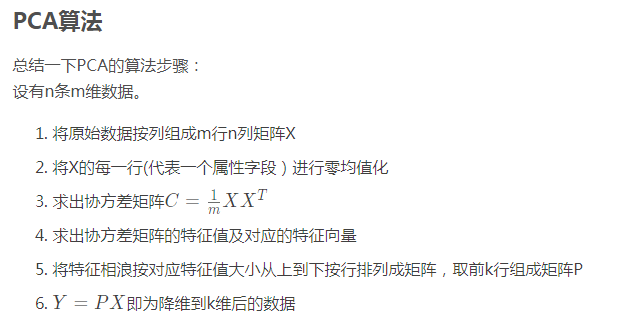 PCA算法
总结一下PCA的算法步骤：
设有n条m维数据。
1. 将原始数据按列组成m行n列矩阵X
2. 将X的每一行(代表一个属性字段）进行零均值化
3. 求出协方差矩阵C = \frac{1}{m} X X^T
4. 求出协方差矩阵的特征值及对应的特征向量
5. 将特征相浪按对应特征值大小从上到下按行排列成矩阵，取前k行组成矩阵P
6. Y = PX即为降维到k维后的数据